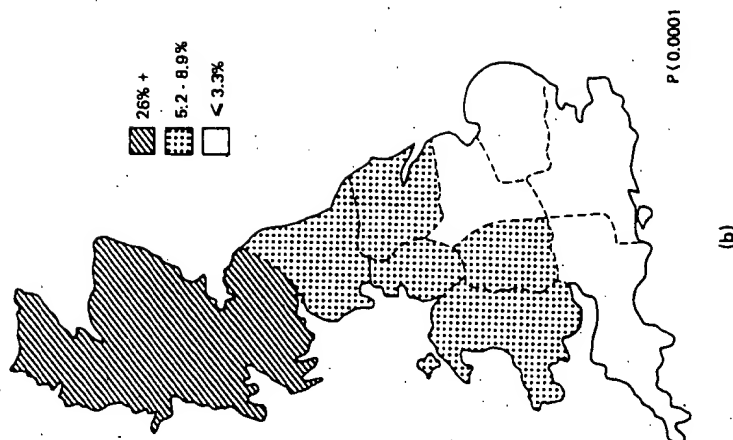 26% +
5:2 - 8.9%
< 3.3%
P(0.0001
(b)